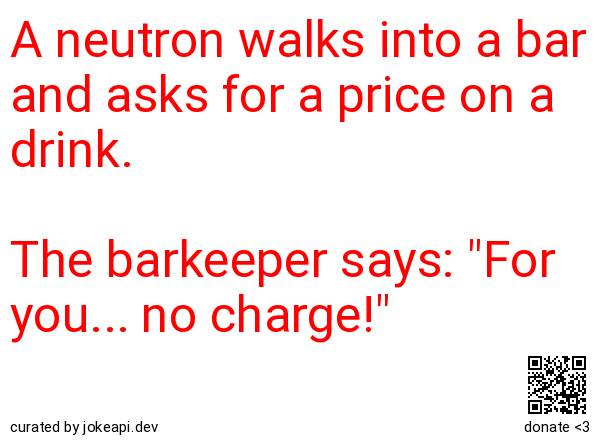 A neutron walks into a bar
and asks for a price on a
drink.
The barkeeper says: "For
you... no charge!"
curated by jokeapi.dev
donate <3